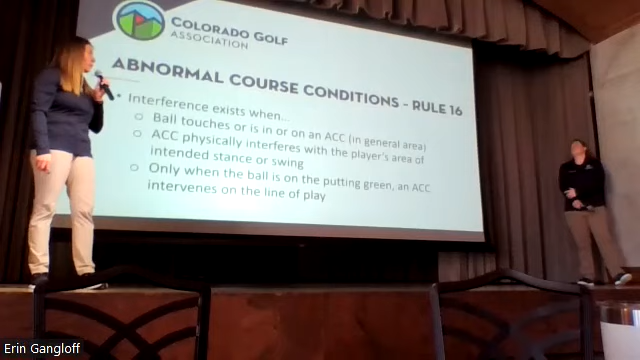 COLORADO GOLF
ASSOCIATION
ABNORMAL COURSE CONDITIONS - RULE 16
• Interference exists when...
o Ball touches or is in or on an ACC (in general area)
o ACC physically interferes with the player's area of
intended stance or swing
o Only when the ball is on the putting green, an ACC
intervenes on the line of play
Erin Gangloff